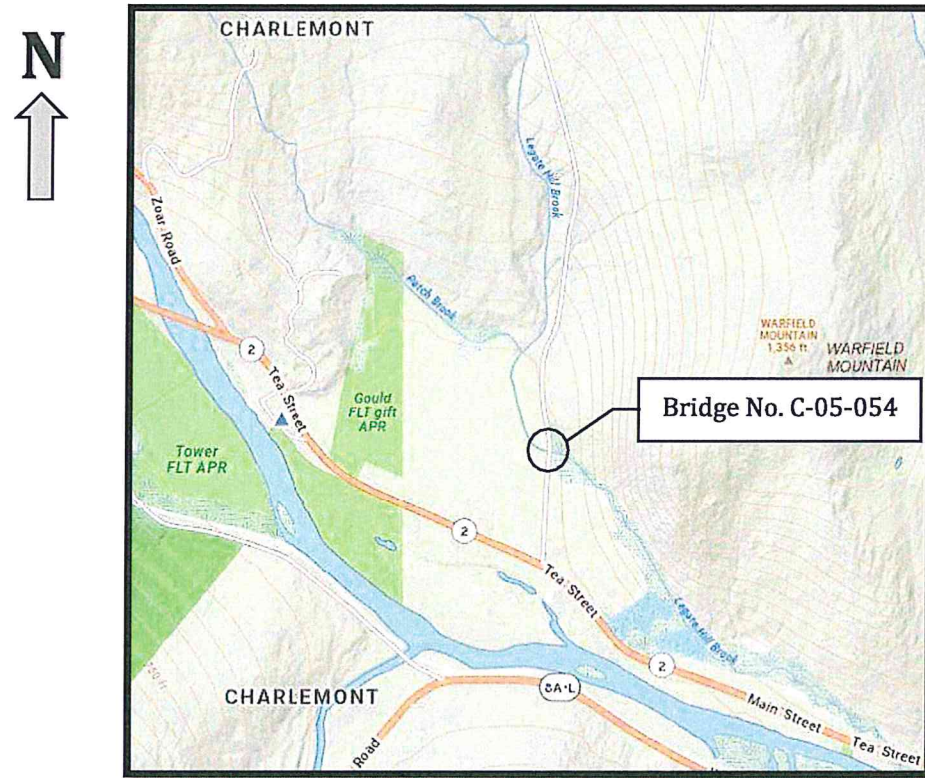 N
CHARLEMONT
Legate Hill Brook
Zoar Road
Patch Brook
WARFIELD
MOUNTAIN
1,356 ft
WARFIELD
MOUNTAIN
2
Tea Street
Gould
FLT gift
APR
Bridge No. C-05-054
Tower
FLT APR
2
Tea Street
Legate Hill Brook
2
Main Street
Tea Street
CHARLEMONT
8A-L
Road